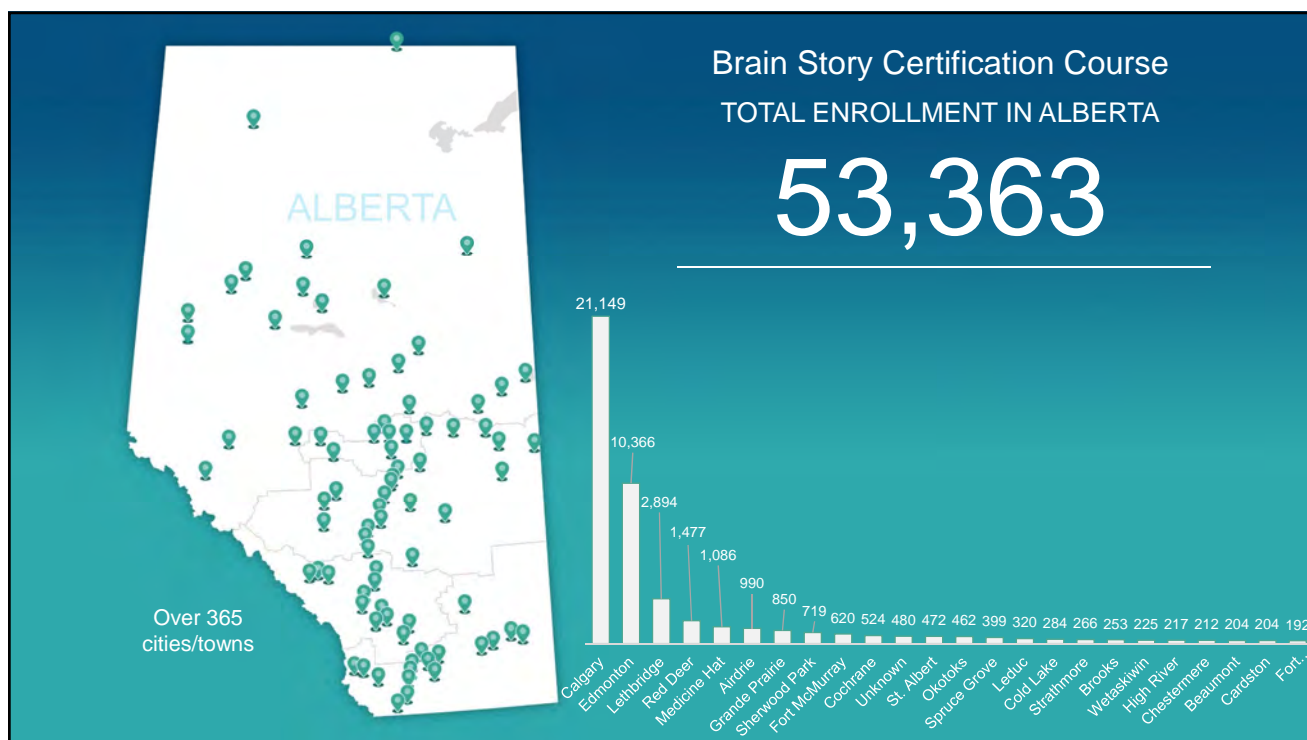 Brain Story Certification Course
TOTAL ENROLLMENT IN ALBERTA
53,363
ALBERTA
Over 365
cities/towns
21,149
10,366
2,894
1,477
1,086
990
850
719
620
524
480
472
462
399
320
284
266
253
225
217
212
204
204
192
Calgary
Edmonton
Lethbridge
Red Deer
Medicine Hat
Airdrie
Grande Prairie
Sherwood Park
Fort McMurray
Cochrane
Unknown
St. Albert
Okotoks
Spruce Grove
Leduc
Cold Lake
Strathmore
Brooks
Wetaskiwin
High River
Chestermere
Beaumont
Cardston
Fort…